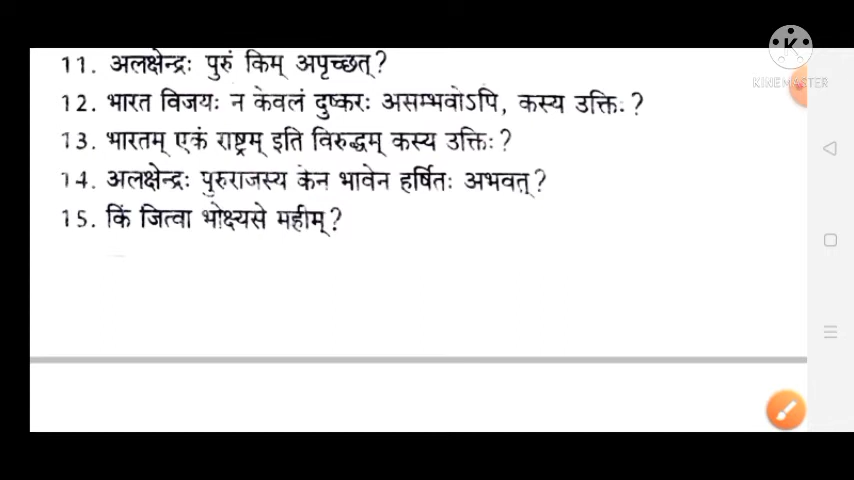 11. अलक्षेन्द्रः पुरुं किम् अपृच्छत्?
12. भारत विजयः न केवलं दुष्करः असम्भवोऽपि, कस्य उक्तिः?
13. भारतम् एकं राष्ट्रम् इति विरुद्धम् कस्य उक्तिः?
14. अलक्षेन्द्रः पुरुराजस्य केन भावेन हर्षितः अभवत्?
15. किं जित्वा भोक्ष्यसे महीम्?
K
KINEMASTER